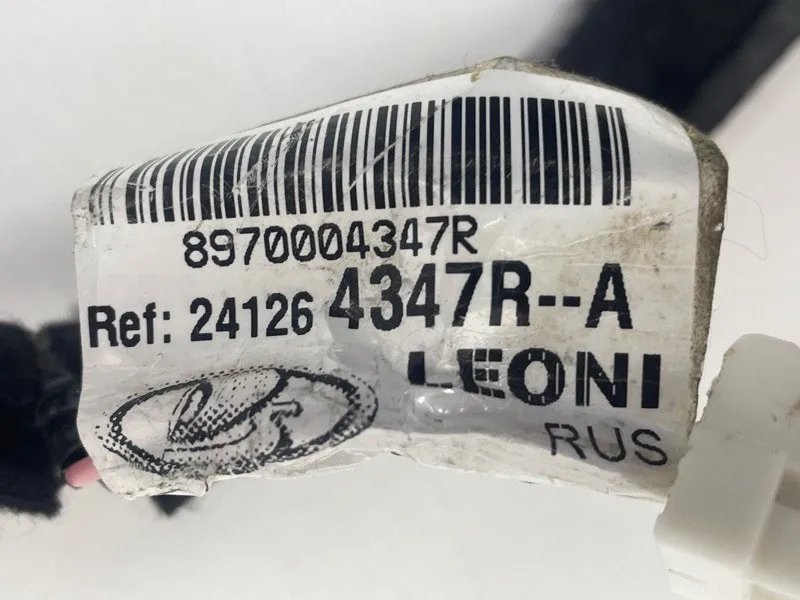 8970004347R
Ref: 24126 4347R--A
LEONI
RUS